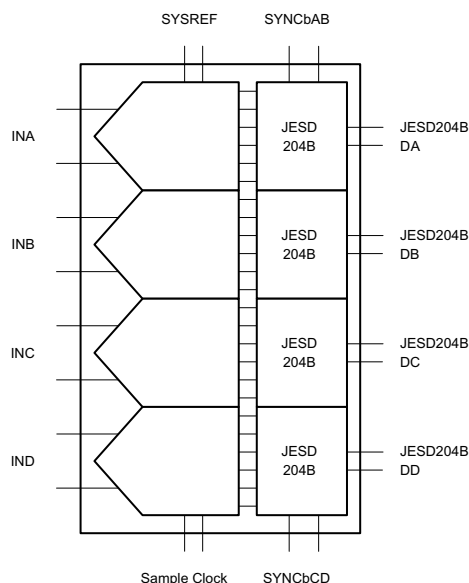 SYSREF SYNCbAB
INA
JESD
204B
JESD204B
DA
INB
JESD
204B
JESD204B
DB
INC
JESD
204B
JESD204B
DC
IND
JESD
204B
JESD204B
DD
Sample Clock SYNCbCD